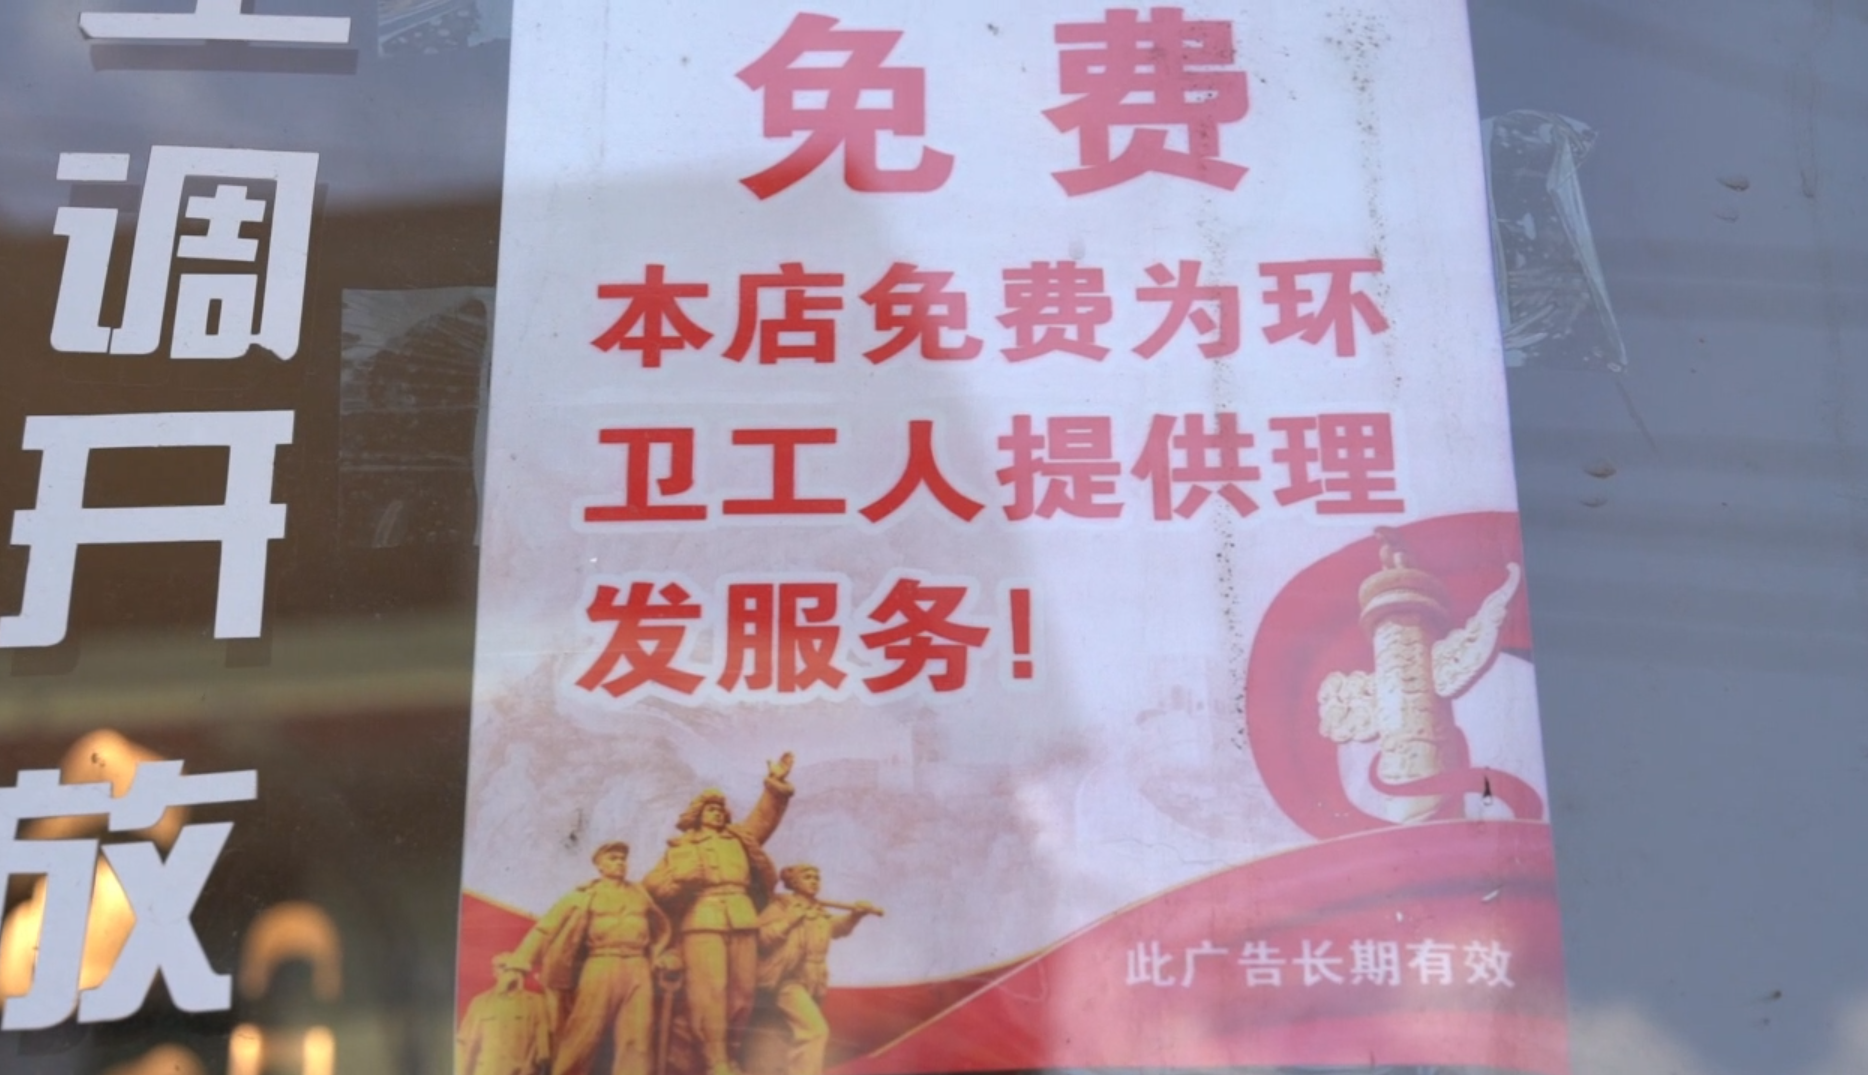 调开放
免费
本店免费为环
卫工人提供理
发服务!
此广告长期有效